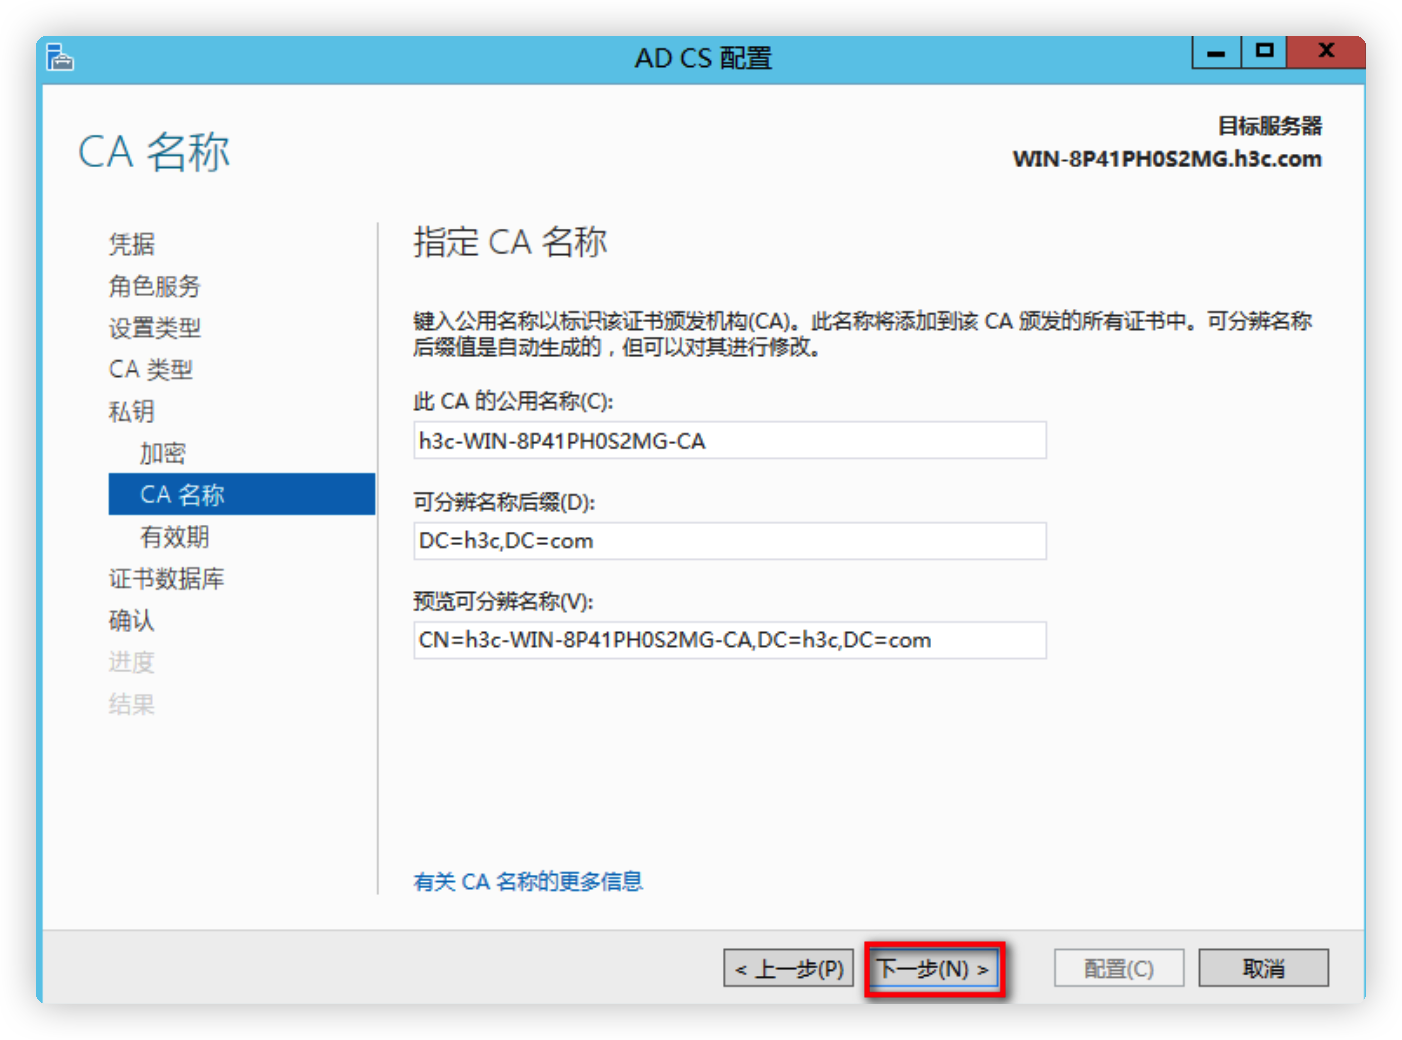 AD CS 配置
CA 名称
目标服务器
WIN-8P41PH0S2MG.h3c.com
凭据
角色服务
设置类型
CA 类型
私钥
加密
CA 名称
有效期
证书数据库
确认
进度
结果
指定 CA 名称
键入公用名称以标识该证书颁发机构(CA)。此名称将添加到该 CA 颁发的所有证书中。可分辨名称
后缀值是自动生成的，但可以对其进行修改。
此 CA 的公用名称(C):
h3c-WIN-8P41PH0S2MG-CA
可分辨名称后缀(D):
DC=h3c,DC=com
预览可分辨名称(V):
CN=h3c-WIN-8P41PH0S2MG-CA,DC=h3c,DC=com
有关 CA 名称的更多信息
< 上一步(P)
下一步(N) >
配置(C)
取消